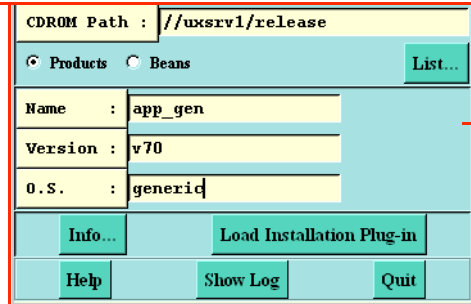 CDROM Path : //uxsrv1/release
Products Beans List...
Name : app_gen
Version : v70
O.S. : generic
Info... Load Installation Plug-in
Help Show Log Quit